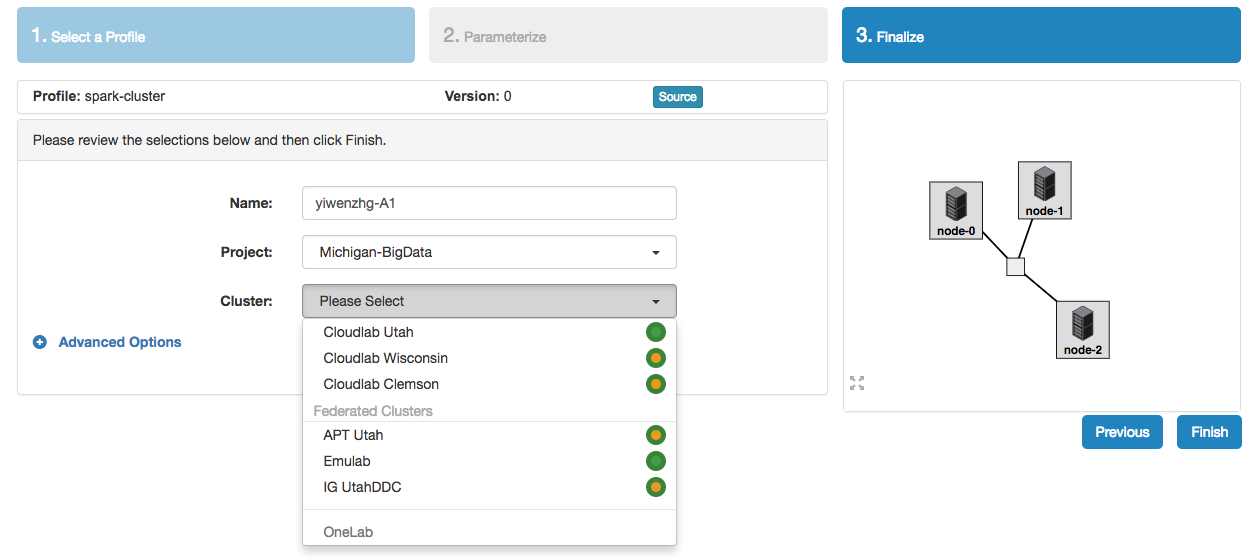 1. Select a Profile
2. Parameterize
3. Finalize
Profile: spark-cluster Version: 0 Source
Please review the selections below and then click Finish.
Name: yiwenzhg-A1
Project: Michigan-BigData
Cluster: Please Select
Advanced Options
Cloudlab Utah
Cloudlab Wisconsin
Cloudlab Clemson
Federated Clusters
APT Utah
Emulab
IG UtahDDC
OneLab
node-1
node-0
node-2
Previous
Finish